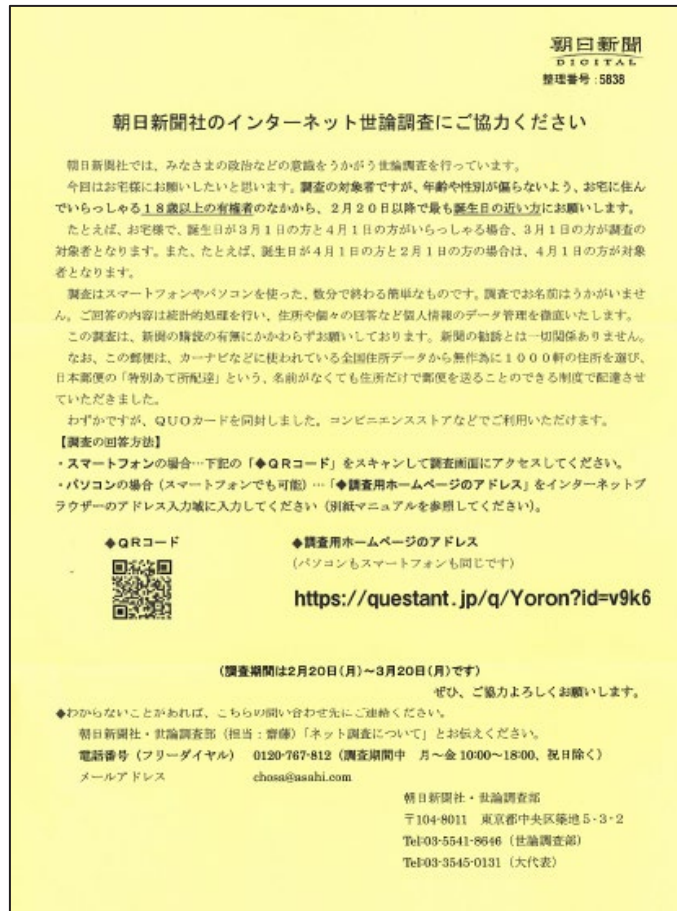 朝日新聞
DIGITAL
整理番号:5838
朝日新聞社のインターネット世論調査にご協力ください
朝日新聞社では、みなさまの政治などの意識をうかがう世論調査を行っています。
今回はお宅様にお願いしたいと思います。調査の対象者ですが、年齢や性別が偏らないよう、お宅に住ん
でいらっしゃる18歳以上の有権者のなかから、2月20日以降で最も誕生日の近い方にお願いします。
たとえば、お宅様で、誕生日が3月1日の方と4月1日の方がいらっしゃる場合、3月1日の方が調査の
対象者となります。また、たとえば、誕生日が4月1日の方と2月1日の方の場合は、4月1日の方が対象
者となります。
調査はスマートフォンやパソコンを使った、数分で終わる簡単なものです。調査でお名前はうかがいませ
ん。ご回答の内容は統計的処理を行い、住所や個々の回答など個人情報のデータ管理を徹底いたします。
この調査は、新聞の購読の有無にかかわらずお願いしております。新聞の勧誘とは一切関係ありません。
なお、この郵便は、カーナビなどに使われている全国住所データから無作為に1000軒の住所を選び、
日本郵便の「特別あて所配達」という、名前がなくても住所だけで郵便を送ることのできる制度で配達させ
ていただきました。
わずかですが、QUOカードを同封しました。コンビニエンスストアなどでご利用いただけます。
【調査の回答方法】
・スマートフォンの場合…下記の「◆QRコード」をスキャンして調査画面にアクセスしてください。
・パソコンの場合(スマートフォンでも可能)…「◆調査用ホームページのアドレス」をインターネットブ
ラウザーのアドレス入力域に入力してください(別紙マニュアルを参照してください)。
◆QRコード
◆調査用ホームページのアドレス
(パソコンもスマートフォンも同じです)
https://questant.jp/q/Yoron?id=v9k6
(調査期間は2月20日(月)~3月20日(月)です)
ぜひ、ご協力よろしくお願いします。
◆わからないことがあれば、こちらの問い合わせ先にご連絡ください。
朝日新聞社・世論調査部(担当:齋藤)「ネット調査について」とお伝えください。
電話番号(フリーダイヤル) 0120-767-812(調査期間中 月~金 10:00~18:00、祝日除く)
メールアドレス chosa@asahi.com
朝日新聞社・世論調査部
〒104-8011 東京都中央区築地5-3-2
Tel:03-5541-8646(世論調査部)
Tel:03-3545-0131(大代表)